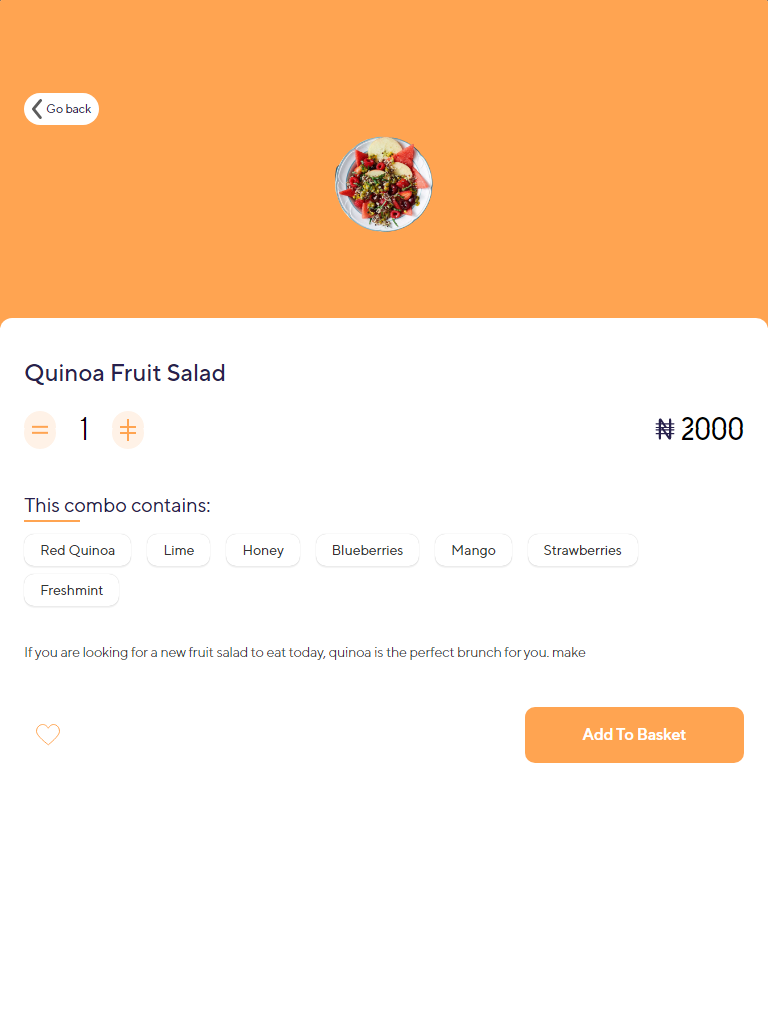 Go back
Quinoa Fruit Salad
1
₦ 2000
This combo contains:
Red Quinoa Lime Honey Blueberries Mango Strawberries
Freshmint
If you are looking for a new fruit salad to eat today, quinoa is the perfect brunch for you. make
Add To Basket